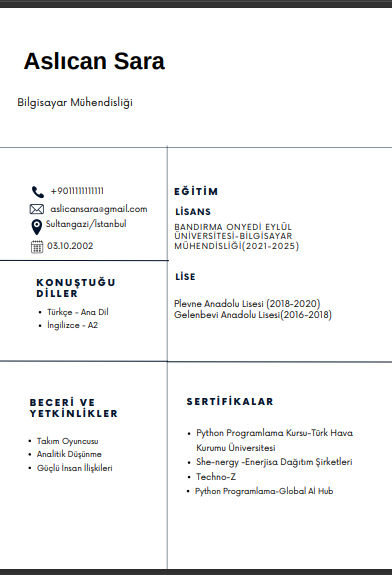 Aslıcan Sara
Bilgisayar Mühendisliği
+9011111111111
aslicansara@gmail.com
Sultangazi/İstanbul
03.10.2002
KONUŞTUĞU
DİLLER
• Türkçe - Ana Dil
• İngilizce - A2
EĞİTİM
LİSANS
BANDIRMA ONYEDİ EYLÜL
ÜNİVERSİTESİ-BİLGİSAYAR
MÜHENDİSLİĞİ(2021-2025)
LİSE
Plevne Anadolu Lisesi (2018-2020)
Gelenbevi Anadolu Lisesi(2016-2018)
BECERİ VE
YETKİNLİKLER
• Takım Oyuncusu
• Analitik Düşünme
• Güçlü İnsan İlişkileri
SERTİFİKALAR
• Python Programlama Kursu-Türk Hava
Kurumu Üniversitesi
• She-nergy -Enerjisa Dağıtım Şirketleri
• Techno-Z
• Python Programlama-Global AI Hub